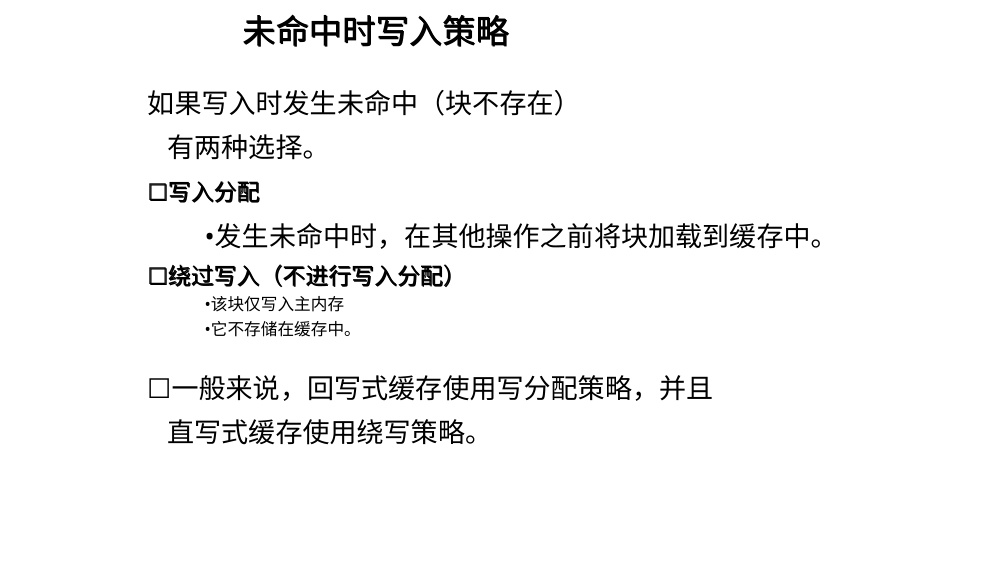 未命中时写入策略
如果写入时发生未命中（块不存在）
有两种选择。
☐写入分配
•发生未命中时，在其他操作之前将块加载到缓存中。
☐绕过写入（不进行写入分配）
•该块仅写入主内存
•它不存储在缓存中。
☐一般来说，回写式缓存使用写分配策略，并且
直写式缓存使用绕写策略。